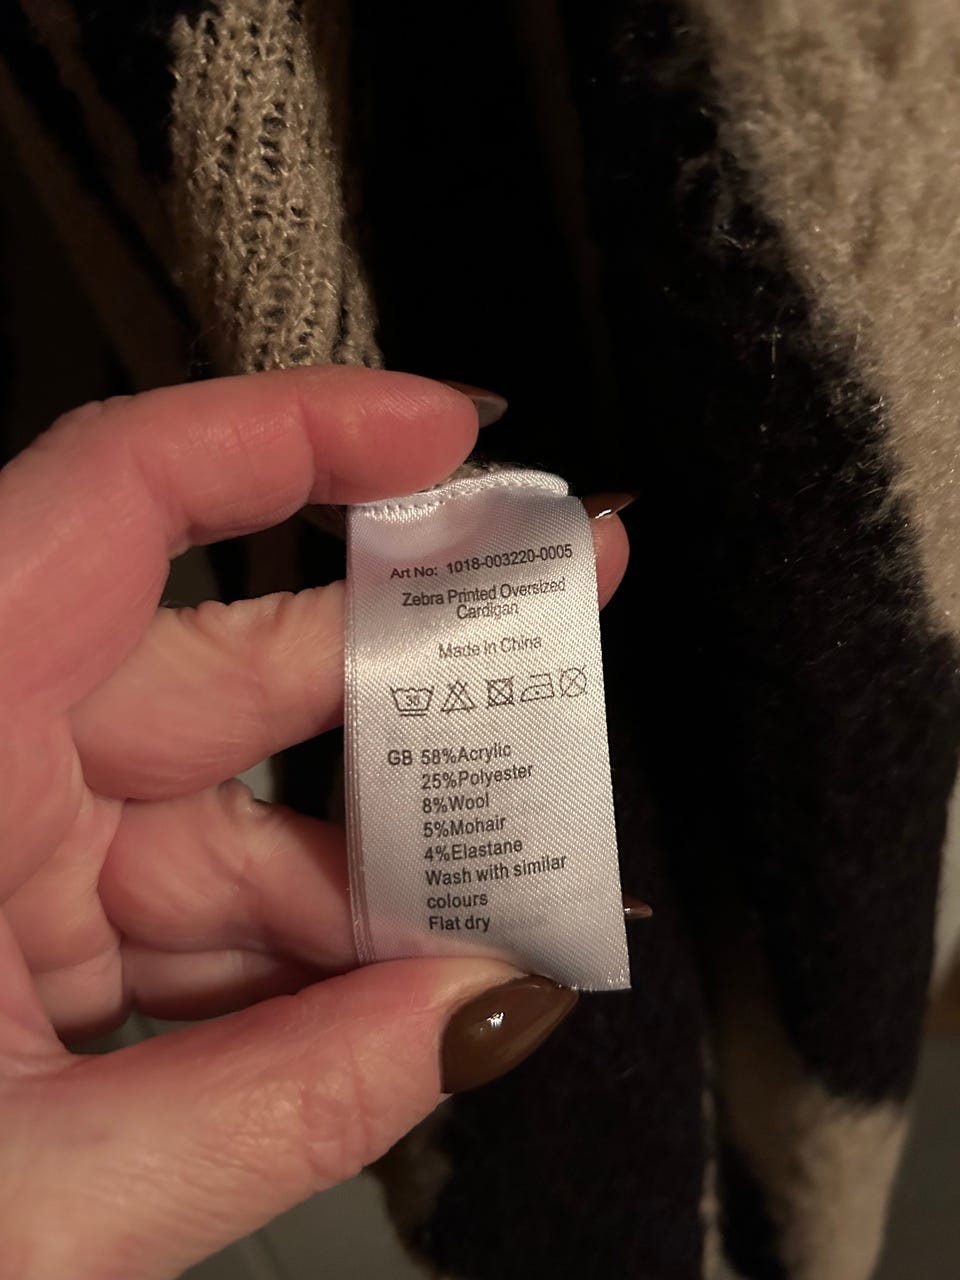 Art No: 1018-003220-0005
Zebra Printed Oversized
Cardigan
Made in China
30
GB 58%Acrylic
25%Polyester
8%Wool
5%Mohair
4%Elastane
Wash with similar
colours
Flat dry